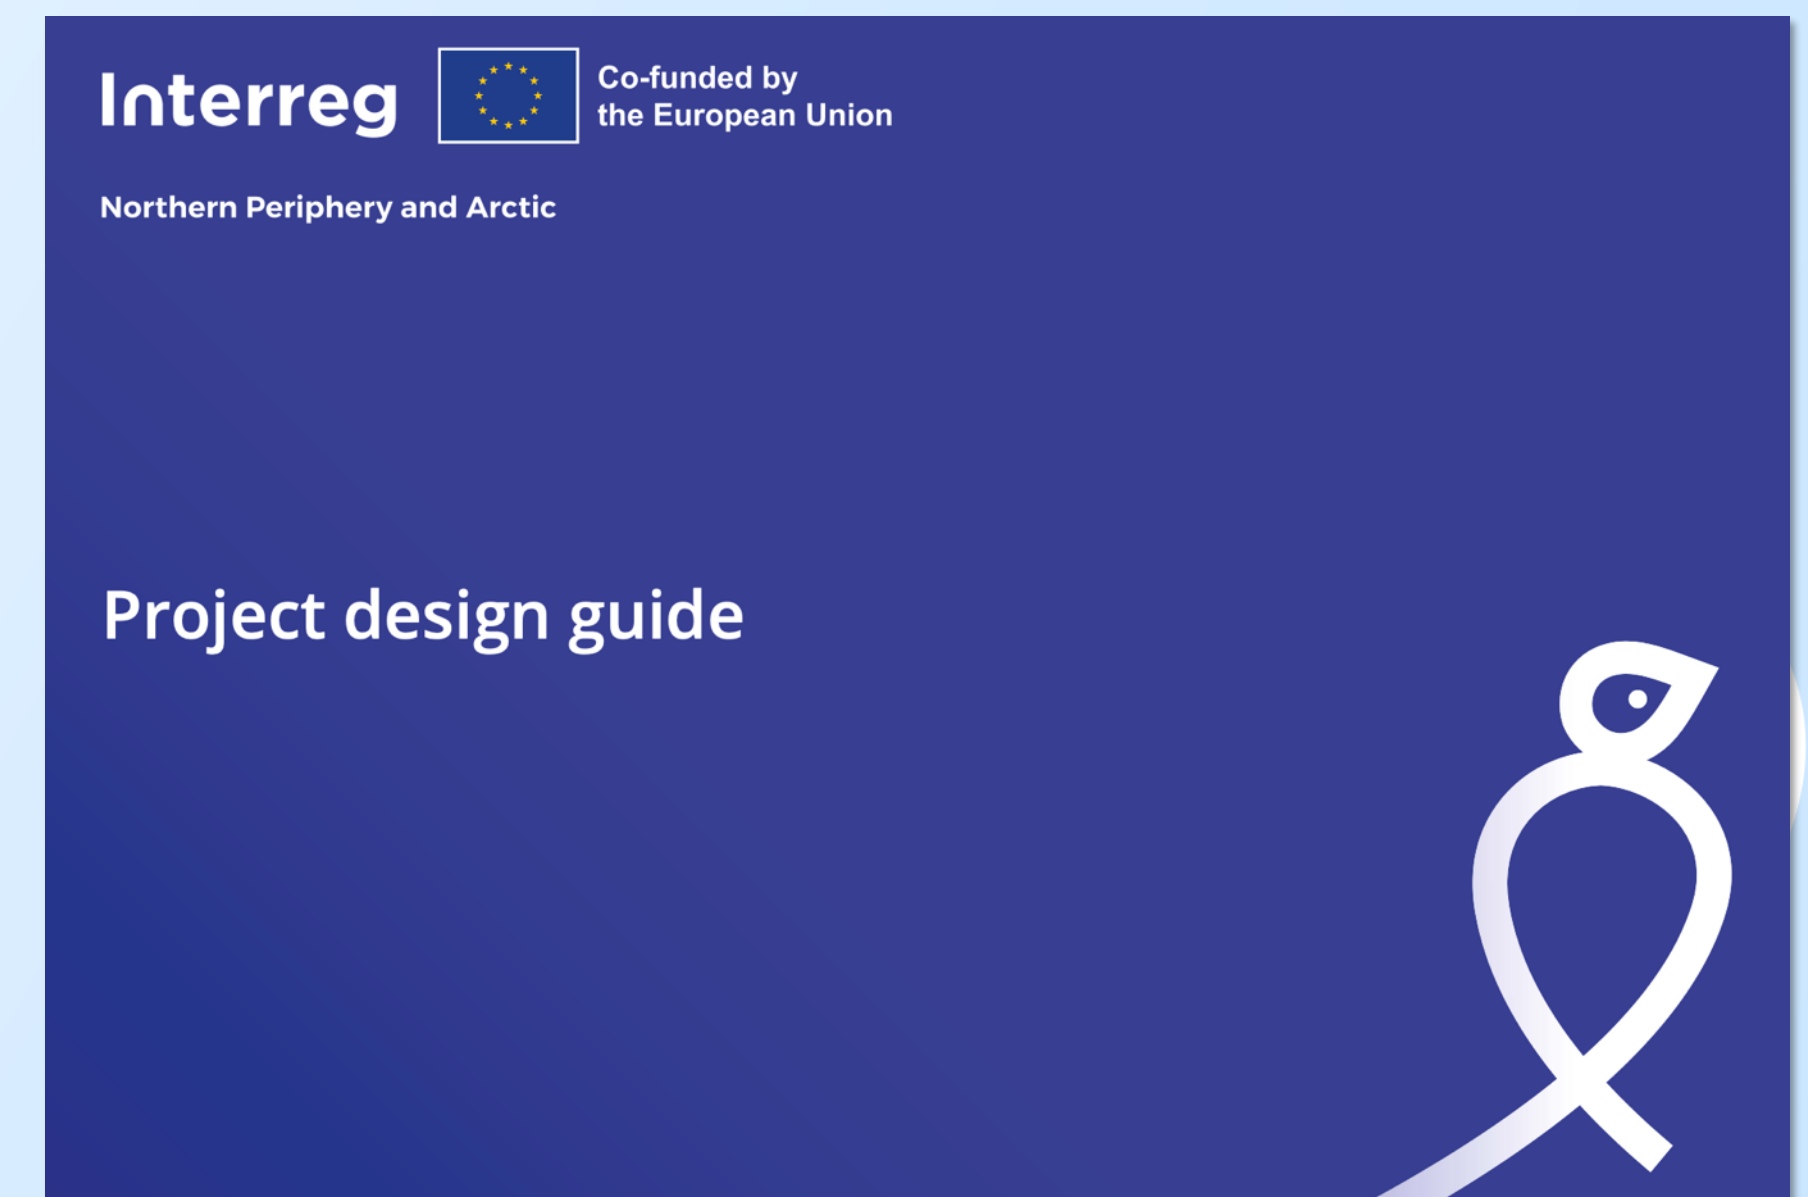 Interreg
Co-funded by
the European Union
Northern Periphery and Arctic
Project design guide